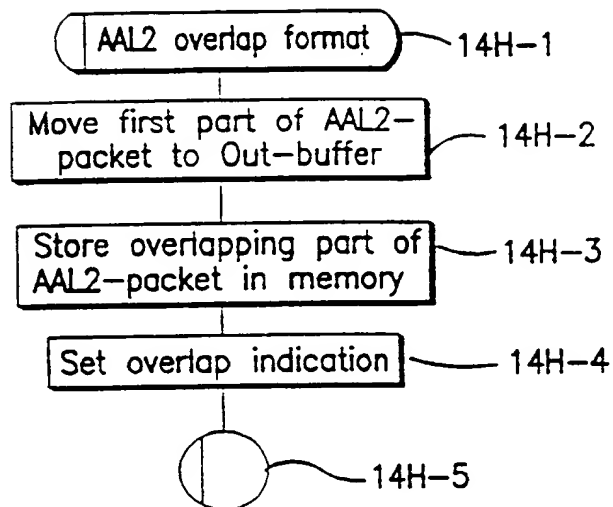 AAL2 overlap format
14H-1
Move first part of AAL2-
packet to Out-buffer
14H-2
Store overlapping part of
AAL2-packet in memory
14H-3
Set overlap indication
14H-4
14H-5